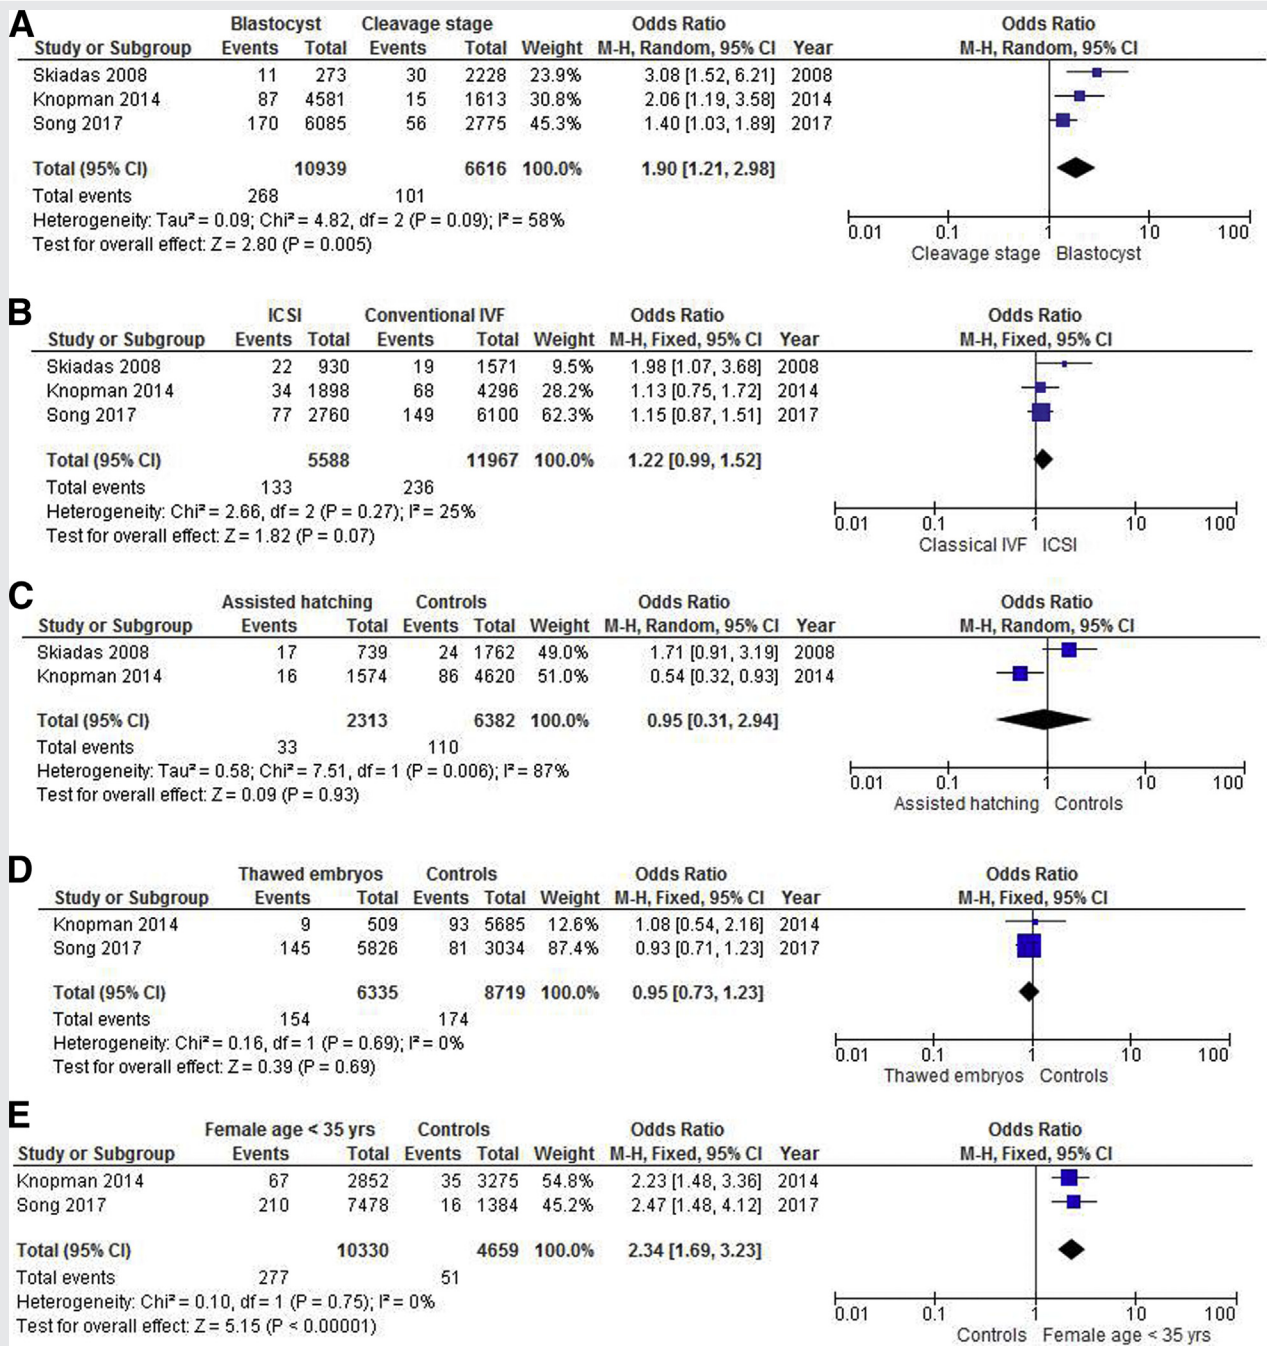 A
Blastocyst Cleavage stage Odds Ratio Odds Ratio
Study or Subgroup Events Total Events Total Weight M-H, Random, 95% CI Year M-H, Random, 95% CI
Skiadas 2008 11 273 30 2228 23.9% 3.08 [1.52, 6.21] 2008
Knopman 2014 87 4581 15 1613 30.8% 2.06 [1.19, 3.58] 2014
Song 2017 170 6085 56 2775 45.3% 1.40 [1.03, 1.89] 2017
Total (95% CI) 10939 6616 100.0% 1.90 [1.21, 2.98]
Total events 268 101
Heterogeneity: Tau² = 0.09; Chi² = 4.82, df = 2 (P = 0.09); I² = 58%
Test for overall effect: Z = 2.80 (P = 0.005)
0.01 0.1 1 10 100
Cleavage stage Blastocyst
B
ICSI Conventional IVF Odds Ratio Odds Ratio
Study or Subgroup Events Total Events Total Weight M-H, Fixed, 95% CI Year M-H, Fixed, 95% CI
Skiadas 2008 22 930 19 1571 9.5% 1.98 [1.07, 3.68] 2008
Knopman 2014 34 1898 68 4296 28.2% 1.13 [0.75, 1.72] 2014
Song 2017 77 2760 149 6100 62.3% 1.15 [0.87, 1.51] 2017
Total (95% CI) 5588 11967 100.0% 1.22 [0.99, 1.52]
Total events 133 236
Heterogeneity: Chi² = 2.66, df = 2 (P = 0.27); I² = 25%
Test for overall effect: Z = 1.82 (P = 0.07)
0.01 0.1 1 10 100
Classical IVF ICSI
C
Assisted hatching Controls Odds Ratio Odds Ratio
Study or Subgroup Events Total Events Total Weight M-H, Random, 95% CI Year M-H, Random, 95% CI
Skiadas 2008 17 739 24 1762 49.0% 1.71 [0.91, 3.19] 2008
Knopman 2014 16 1574 86 4620 51.0% 0.54 [0.32, 0.93] 2014
Total (95% CI) 2313 6382 100.0% 0.95 [0.31, 2.94]
Total events 33 110
Heterogeneity: Tau² = 0.58; Chi² = 7.51, df = 1 (P = 0.006); I² = 87%
Test for overall effect: Z = 0.09 (P = 0.93)
0.01 0.1 1 10 100
Assisted hatching Controls
D
Thawed embryos Controls Odds Ratio Odds Ratio
Study or Subgroup Events Total Events Total Weight M-H, Fixed, 95% CI Year M-H, Fixed, 95% CI
Knopman 2014 9 509 93 5685 12.6% 1.08 [0.54, 2.16] 2014
Song 2017 145 5826 81 3034 87.4% 0.93 [0.71, 1.23] 2017
Total (95% CI) 6335 8719 100.0% 0.95 [0.73, 1.23]
Total events 154 174
Heterogeneity: Chi² = 0.16, df = 1 (P = 0.69); I² = 0%
Test for overall effect: Z = 0.39 (P = 0.69)
0.01 0.1 1 10 100
Thawed embryos Controls
E
Female age < 35 yrs Controls Odds Ratio Odds Ratio
Study or Subgroup Events Total Events Total Weight M-H, Fixed, 95% CI Year M-H, Fixed, 95% CI
Knopman 2014 67 2852 35 3275 54.8% 2.23 [1.48, 3.36] 2014
Song 2017 210 7478 16 1384 45.2% 2.47 [1.48, 4.12] 2017
Total (95% CI) 10330 4659 100.0% 2.34 [1.69, 3.23]
Total events 277 51
Heterogeneity: Chi² = 0.10, df = 1 (P = 0.75); I² = 0%
Test for overall effect: Z = 5.15 (P < 0.00001)
0.01 0.1 1 10 100
Controls Female age < 35 yrs